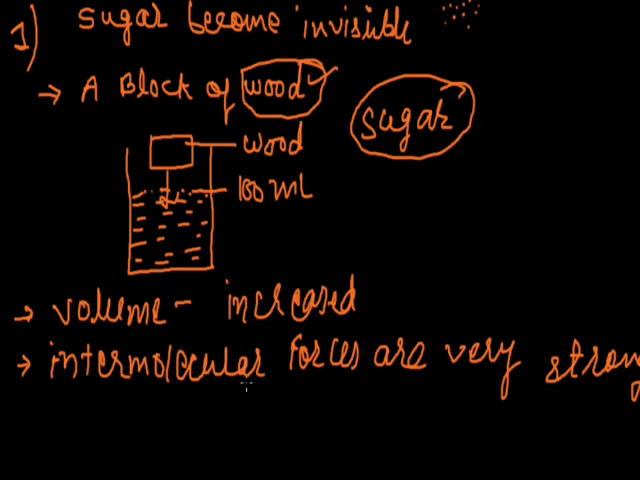 1) Sugar become invisible
→ A Block of wood
sugar
wood
100 mL
→ volume - increased
→ intermolecular forces are very strong